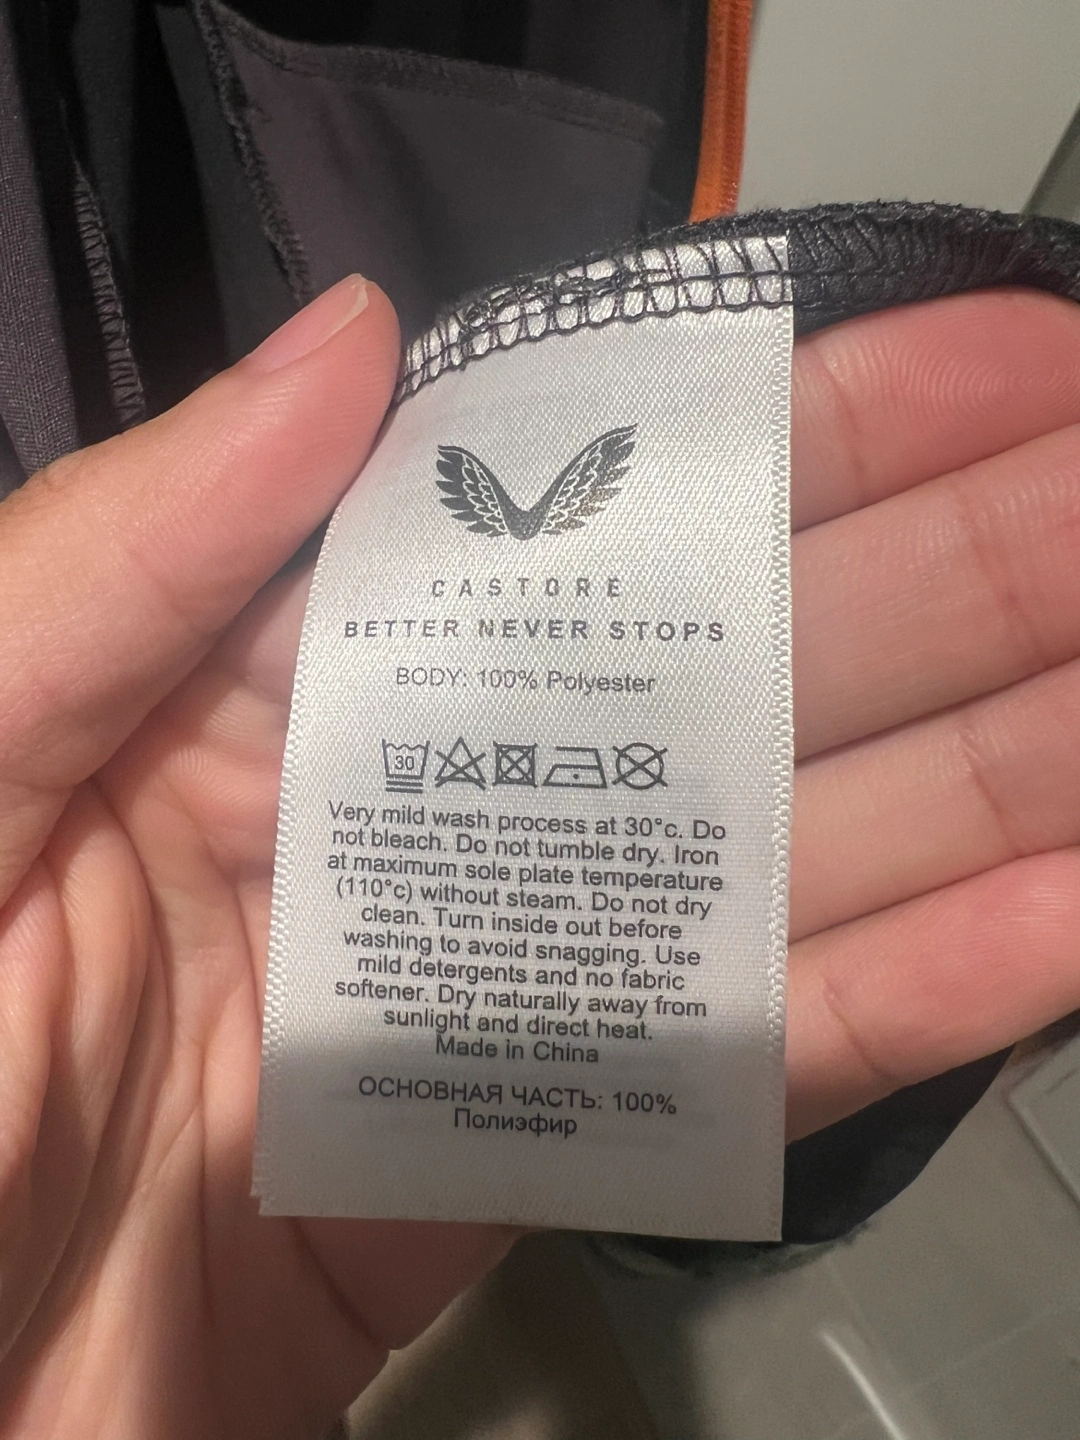 CASTORE
BETTER NEVER STOPS
BODY: 100% Polyester
30
Very mild wash process at 30°c. Do
not bleach. Do not tumble dry. Iron
at maximum sole plate temperature
(110°c) without steam. Do not dry
clean. Turn inside out before
washing to avoid snagging. Use
mild detergents and no fabric
softener. Dry naturally away from
sunlight and direct heat.
Made in China
ОСНОВНАЯ ЧАСТЬ: 100%
Полиэфир